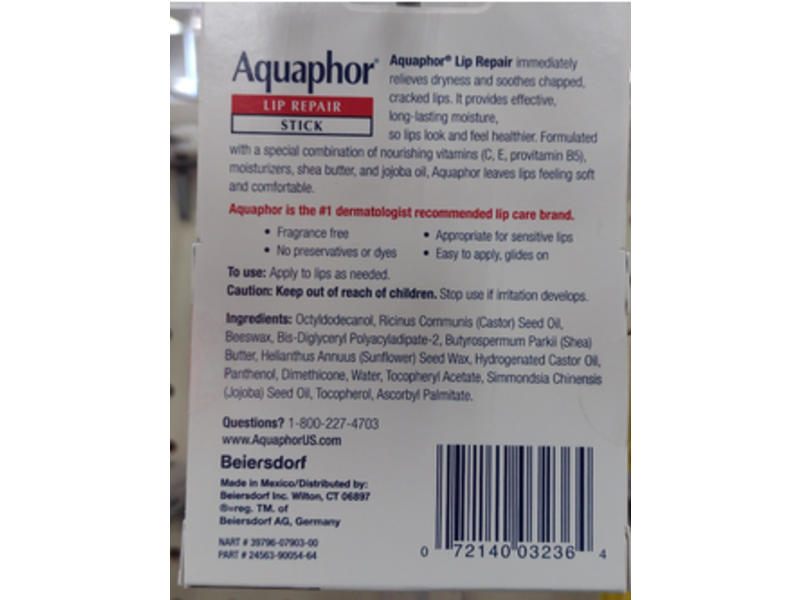 Aquaphor®
LIP REPAIR
STICK
Aquaphor® Lip Repair immediately
relieves dryness and soothes chapped,
cracked lips. It provides effective,
long-lasting moisture,
so lips look and feel healthier. Formulated
with a special combination of nourishing vitamins (C, E, provitamin B5),
moisturizers, shea butter, and jojoba oil, Aquaphor leaves lips feeling soft
and comfortable.
Aquaphor is the #1 dermatologist recommended lip care brand.
• Fragrance free
• No preservatives or dyes
• Appropriate for sensitive lips
• Easy to apply, glides on
To use: Apply to lips as needed.
Caution: Keep out of reach of children. Stop use if irritation develops.
Ingredients: Octyldodecanol, Ricinus Communis (Castor) Seed Oil,
Beeswax, Bis-Diglyceryl Polyacyladipate-2, Butyrospermum Parkii (Shea)
Butter, Helianthus Annuus (Sunflower) Seed Wax, Hydrogenated Castor Oil,
Panthenol, Dimethicone, Water, Tocopheryl Acetate, Simmondsia Chinensis
(Jojoba) Seed Oil, Tocopherol, Ascorbyl Palmitate.
Questions? 1-800-227-4703
www.AquaphorUS.com
Beiersdorf
Made in Mexico/Distributed by:
Beiersdorf Inc. Wilton, CT 06897
®=reg. TM. of
Beiersdorf AG, Germany
NART # 39796-07903-00
PART # 24563-90054-64
0 72140 03236 4